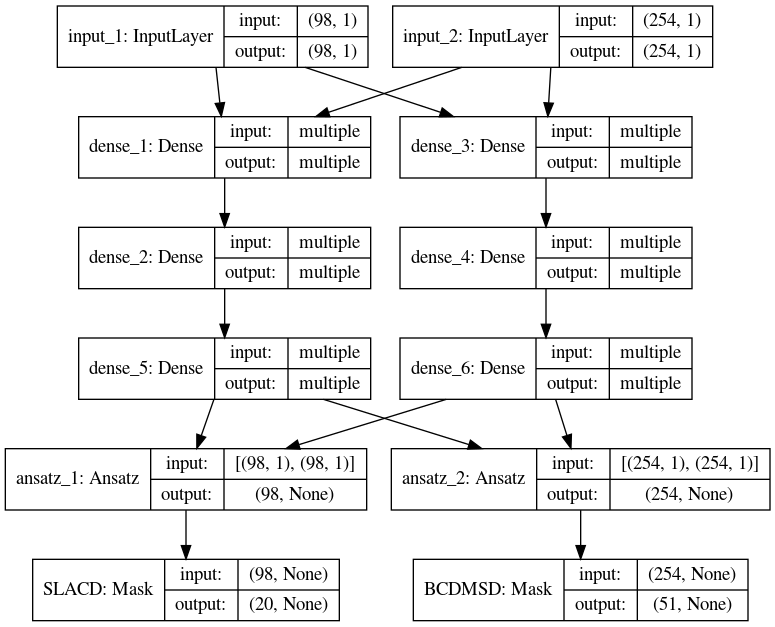 input_1: InputLayer input: (98, 1) output: (98, 1)
input_2: InputLayer input: (254, 1) output: (254, 1)
dense_1: Dense input: multiple output: multiple
dense_3: Dense input: multiple output: multiple
dense_2: Dense input: multiple output: multiple
dense_4: Dense input: multiple output: multiple
dense_5: Dense input: multiple output: multiple
dense_6: Dense input: multiple output: multiple
ansatz_1: Ansatz input: [(98, 1), (98, 1)] output: (98, None)
ansatz_2: Ansatz input: [(254, 1), (254, 1)] output: (254, None)
SLACD: Mask input: (98, None) output: (20, None)
BCDMSD: Mask input: (254, None) output: (51, None)